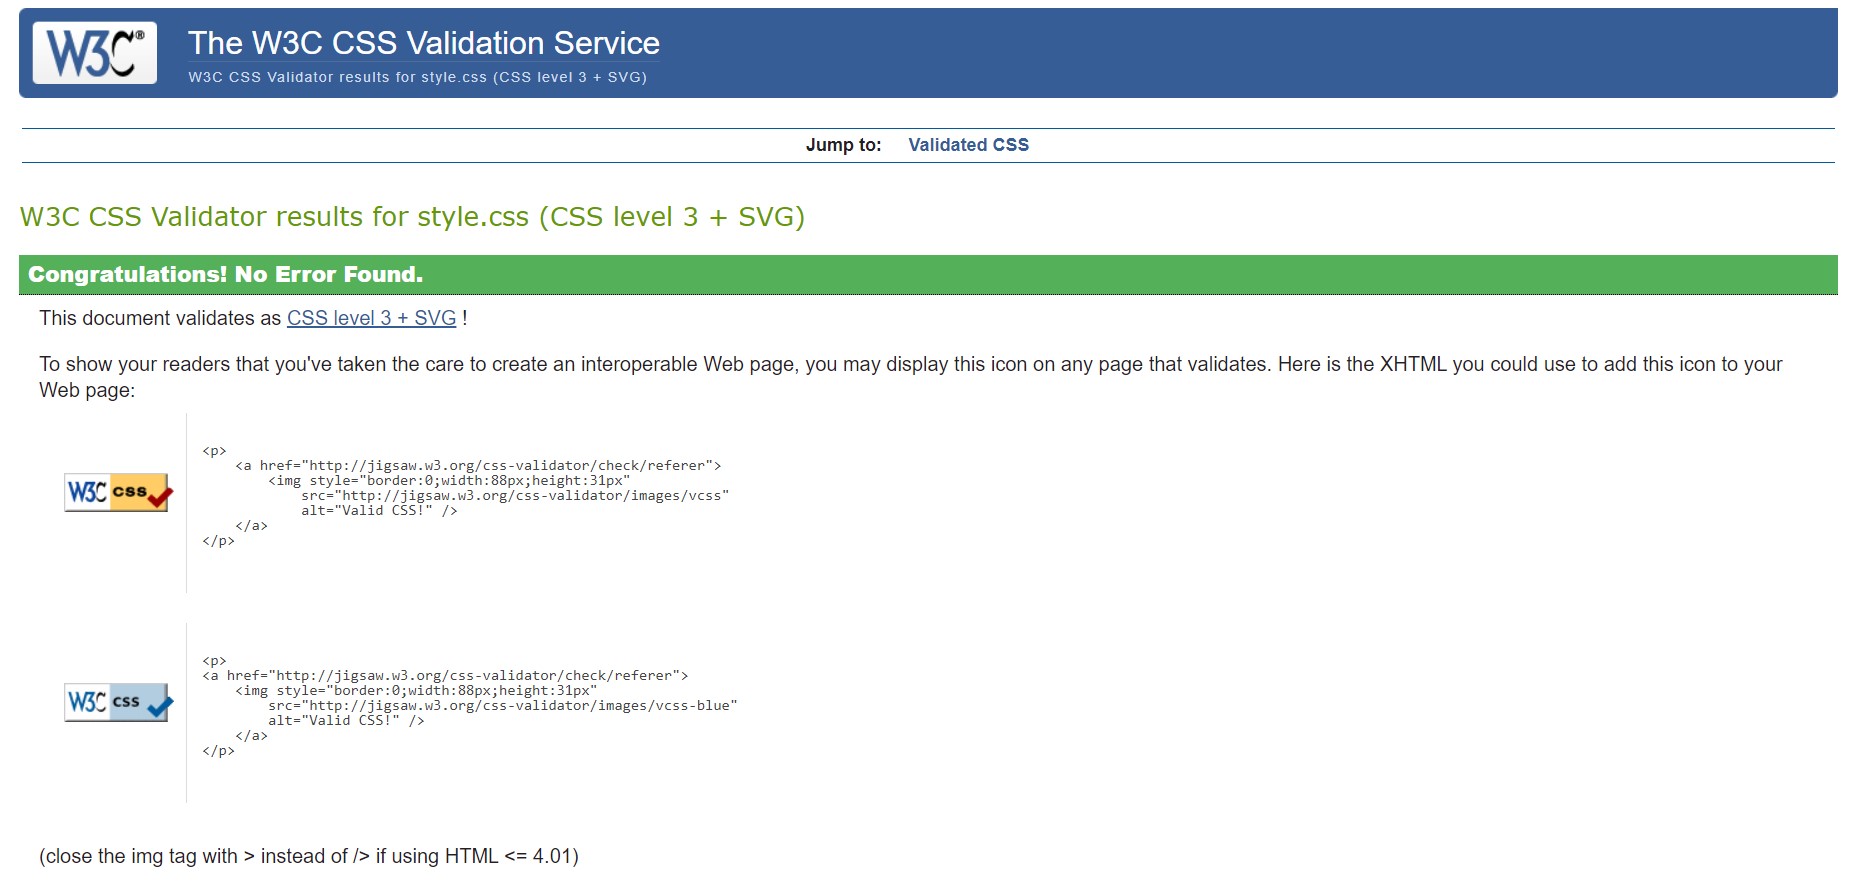 W3C®
The W3C CSS Validation Service
W3C CSS Validator results for style.css (CSS level 3 + SVG)
Jump to: Validated CSS
W3C CSS Validator results for style.css (CSS level 3 + SVG)
Congratulations! No Error Found.
This document validates as CSS level 3 + SVG !
To show your readers that you've taken the care to create an interoperable Web page, you may display this icon on any page that validates. Here is the XHTML you could use to add this icon to your
Web page:
W3C css
<p>
    <a href="http://jigsaw.w3.org/css-validator/check/referer">
        <img style="border:0;width:88px;height:31px"
            src="http://jigsaw.w3.org/css-validator/images/vcss"
            alt="Valid CSS!" />
    </a>
</p>
W3C css
<p>
<a href="http://jigsaw.w3.org/css-validator/check/referer">
    <img style="border:0;width:88px;height:31px"
        src="http://jigsaw.w3.org/css-validator/images/vcss-blue"
        alt="Valid CSS!" />
    </a>
</p>
(close the img tag with > instead of /> if using HTML <= 4.01)